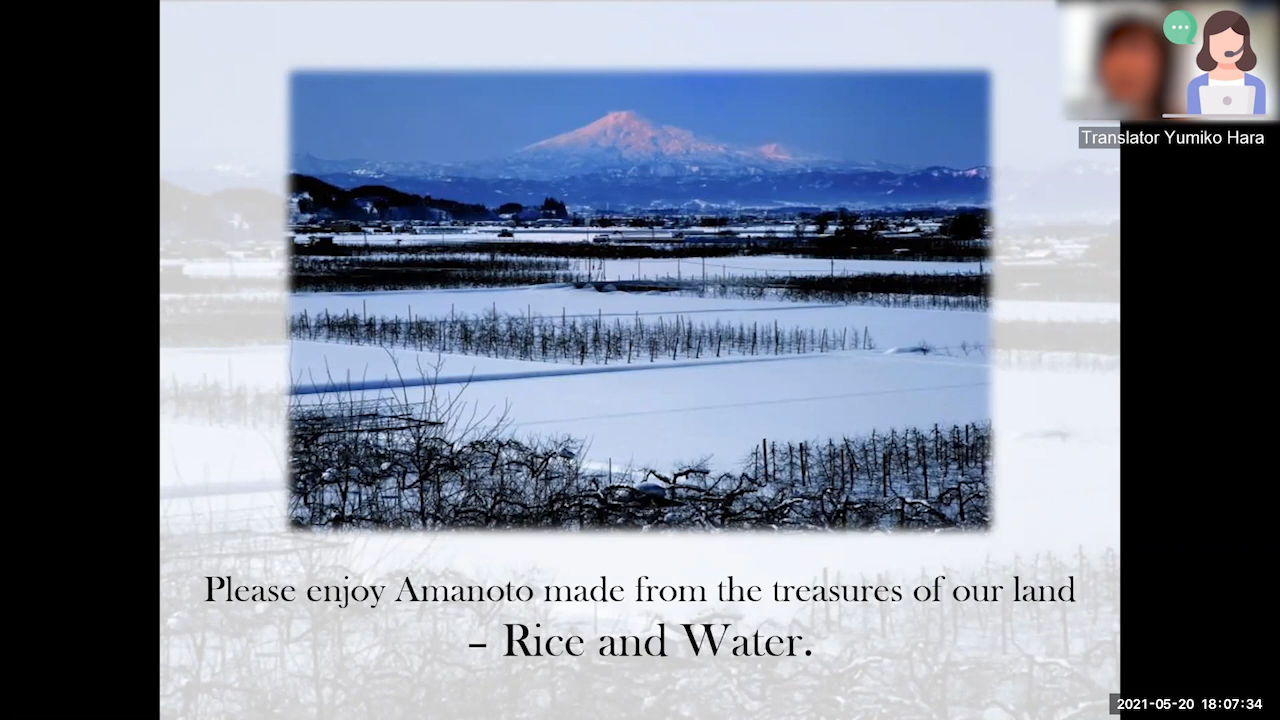 Translator Yumiko Hara
Please enjoy Amanoto made from the treasures of our land
– Rice and Water.
2021-05-20 18:07:34